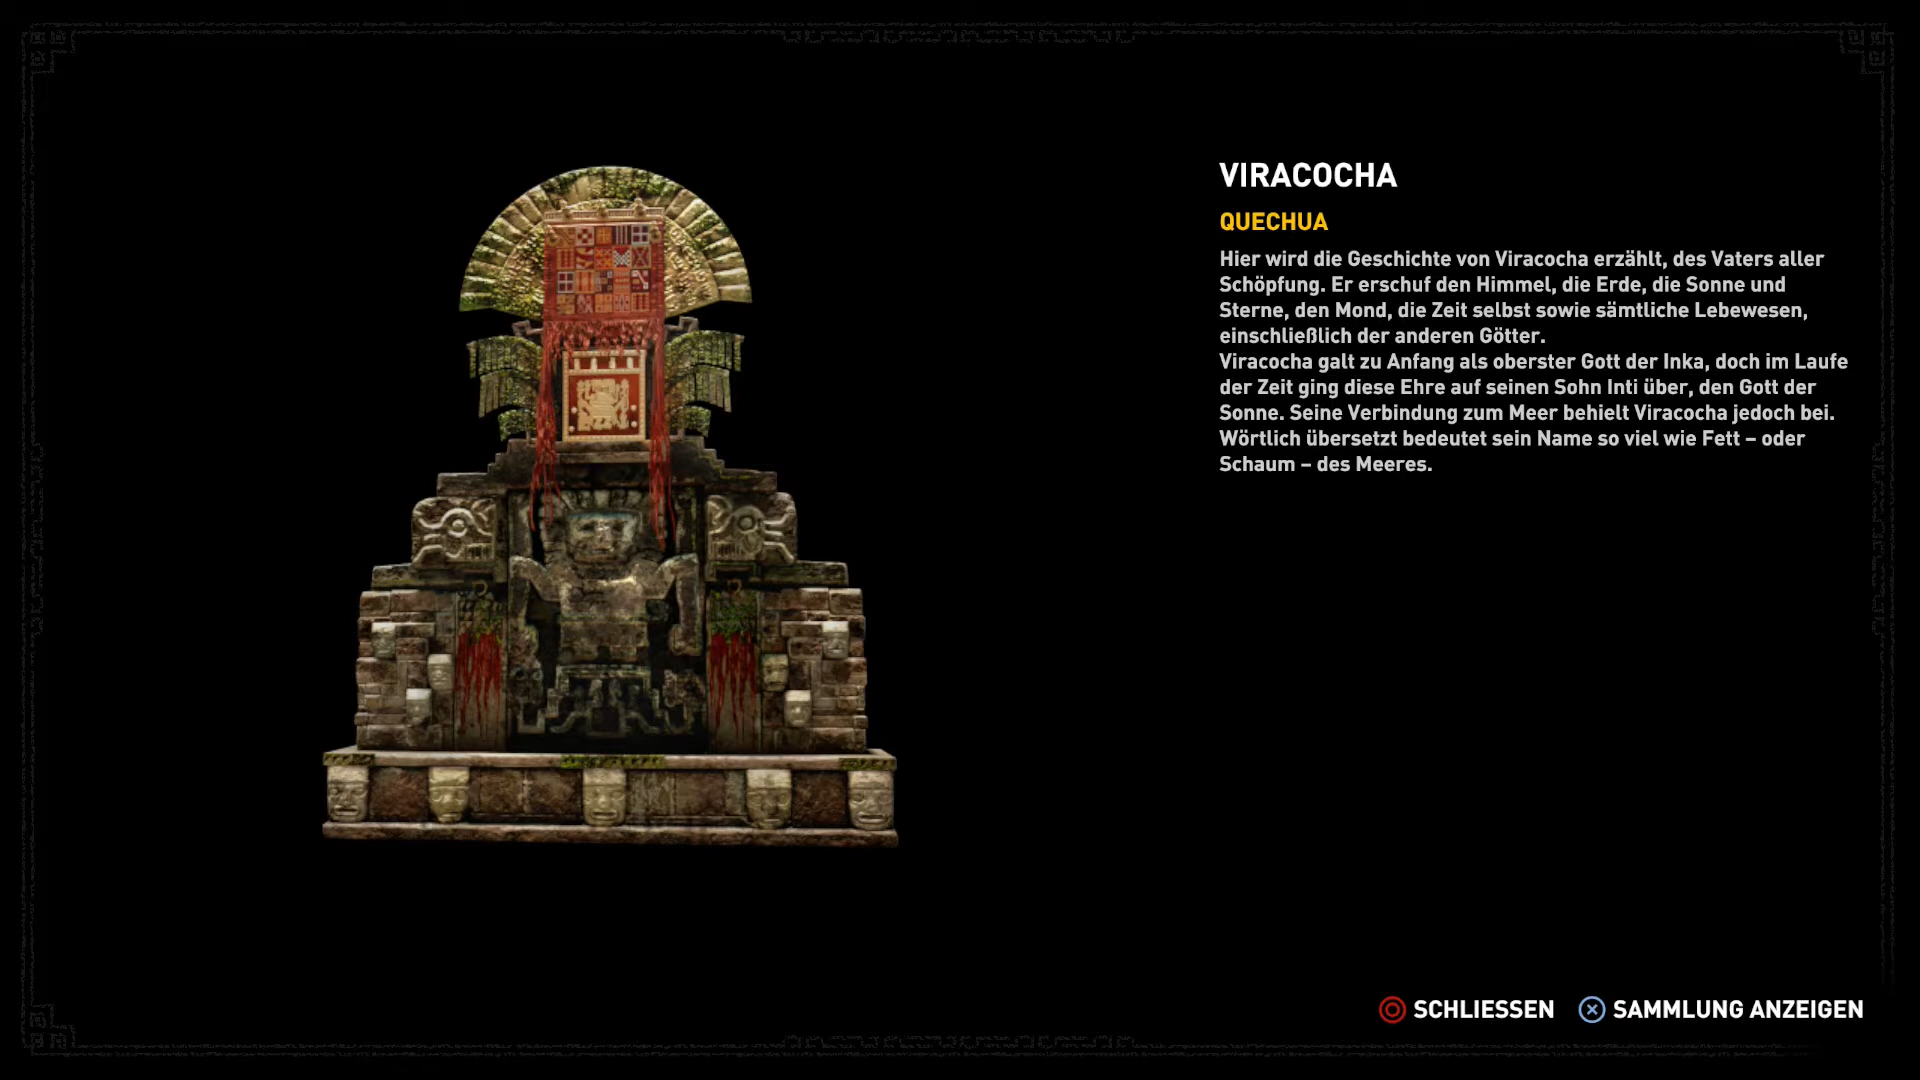 VIRACOCHA
QUECHUA
Hier wird die Geschichte von Viracocha erzählt, des Vaters aller
Schöpfung. Er erschuf den Himmel, die Erde, die Sonne und
Sterne, den Mond, die Zeit selbst sowie sämtliche Lebewesen,
einschließlich der anderen Götter.
Viracocha galt zu Anfang als oberster Gott der Inka, doch im Laufe
der Zeit ging diese Ehre auf seinen Sohn Inti über, den Gott der
Sonne. Seine Verbindung zum Meer behielt Viracocha jedoch bei.
Wörtlich übersetzt bedeutet sein Name so viel wie Fett – oder
Schaum – des Meeres.
SCHLIESSEN SAMMLUNG ANZEIGEN